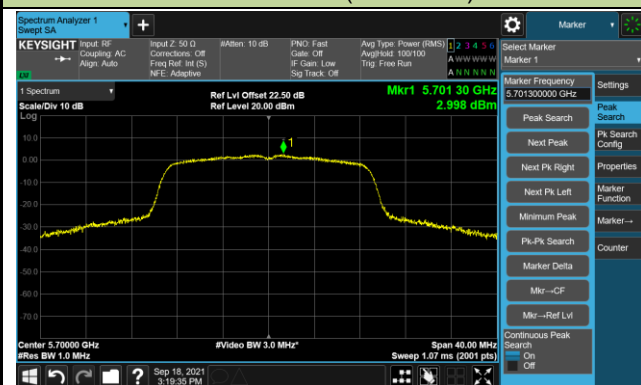 Spectrum Analyzer 1
Swept SA
KEYSIGHT
Input: RF
Coupling: AC
Align: Auto
Input Z: 50 Ω
Corrections: Off
Freq Ref: Int (S)
NFE: Adaptive
#Atten: 10 dB
PNO: Fast
Gate: Off
IF Gain: Low
Sig Track: Off
Avg Type: Power (RMS)
Avg|Hold: 100/100
Trig: Free Run
1 2 3 4 5 6
A WW WW W
A N N N N N
LVI
1 Spectrum
Scale/Div 10 dB
Log
Ref Lvl Offset 22.50 dB
Ref Level 20.00 dBm
Mkr1 5.701 30 GHz
2.998 dBm
1
10.0
0.00
-10.0
-20.0
-30.0
-40.0
-50.0
-60.0
-70.0
Center 5.70000 GHz
#Res BW 1.0 MHz
#Video BW 3.0 MHz*
Span 40.00 MHz
Sweep 1.07 ms (2001 pts)
Sep 18, 2021
3:19:35 PM
Marker
Select Marker
Marker 1
Marker Frequency
5.701300000 GHz
Peak Search
Next Peak
Next Pk Right
Next Pk Left
Minimum Peak
Pk-Pk Search
Marker Delta
Mkr→CF
Mkr→Ref Lvl
Continuous Peak
Search
On
Off
Settings
Peak
Search
Pk Search
Config
Properties
Marker
Function
Marker→
Counter